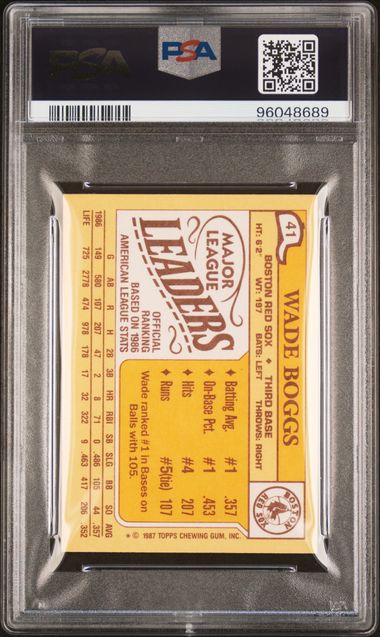 PSA
PSA
96048689
41
WADE BOGGS
BOSTON RED SOX ♦ THIRD BASE
HT: 6'2" WT: 197 BATS: LEFT THROWS: RIGHT
BOSTON
RED SOX
MAJOR
LEAGUE
LEADERS
OFFICIAL
RANKING
BASED ON 1986
AMERICAN LEAGUE STATS
♦ Batting Avg. #1 .357
♦ On-Base Pct. #1 .453
♦ Hits #4 207
♦ Runs #5(tie) 107
Wade ranked #1 in Bases on
Balls with 105.
G AB R H 2B 3B HR RBI SB SLG BB SO AVG
1986 149 580 107 207 47 2 8 71 0 .486 105 44 .357
LIFE 725 2778 474 978 178 17 32 322 9 .463 417 206 .352
* © 1987 TOPPS CHEWING GUM, INC.